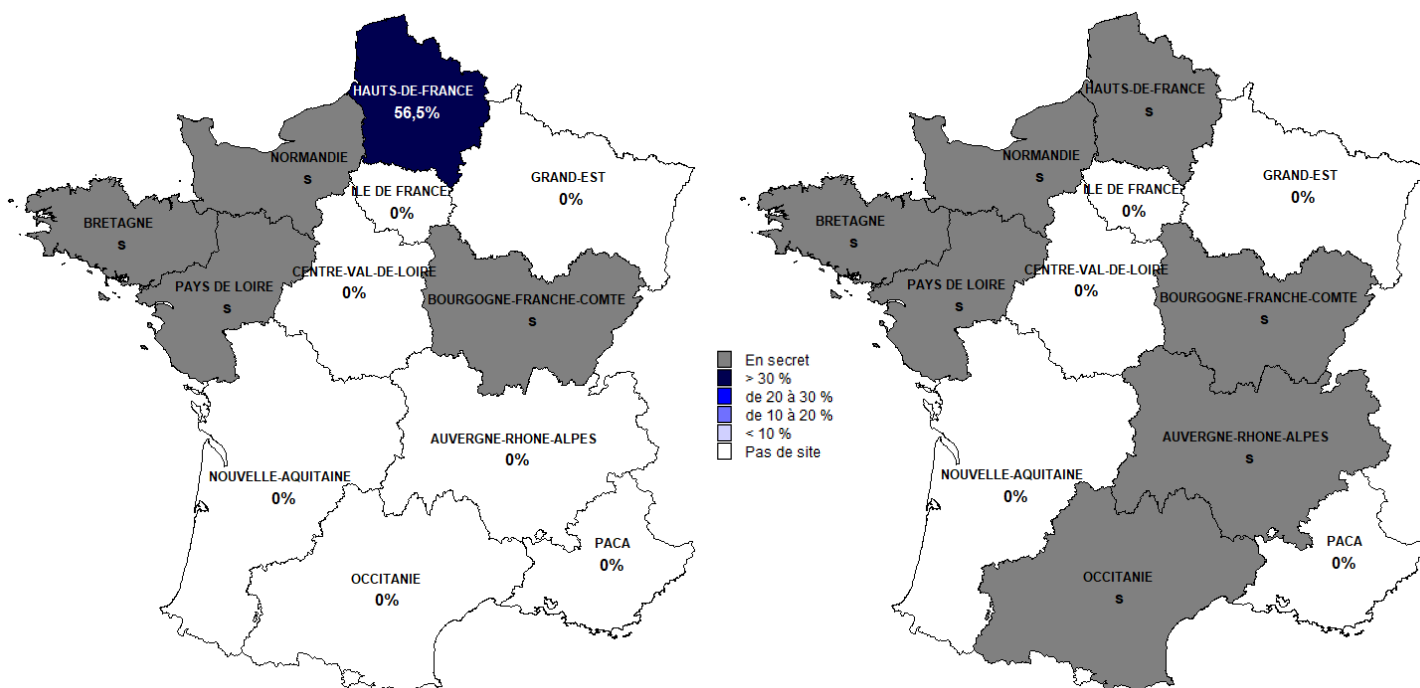 HAUTS-DE-FRANCE
56,5%
NORMANDIE
s
ILE DE FRANCE
0%
GRAND-EST
0%
BRETAGNE
s
PAYS DE LOIRE
s
CENTRE-VAL-DE-LOIRE
0%
BOURGOGNE-FRANCHE-COMTE
s
AUVERGNE-RHONE-ALPES
0%
NOUVELLE-AQUITAINE
0%
PACA
0%
OCCITANIE
0%
En secret
> 30 %
de 20 à 30 %
de 10 à 20 %
< 10 %
Pas de site
HAUTS-DE-FRANCE
s
NORMANDIE
s
ILE DE FRANCE
0%
GRAND-EST
0%
BRETAGNE
s
PAYS DE LOIRE
s
CENTRE-VAL-DE-LOIRE
0%
BOURGOGNE-FRANCHE-COMTE
s
AUVERGNE-RHONE-ALPES
s
NOUVELLE-AQUITAINE
0%
PACA
0%
OCCITANIE
s